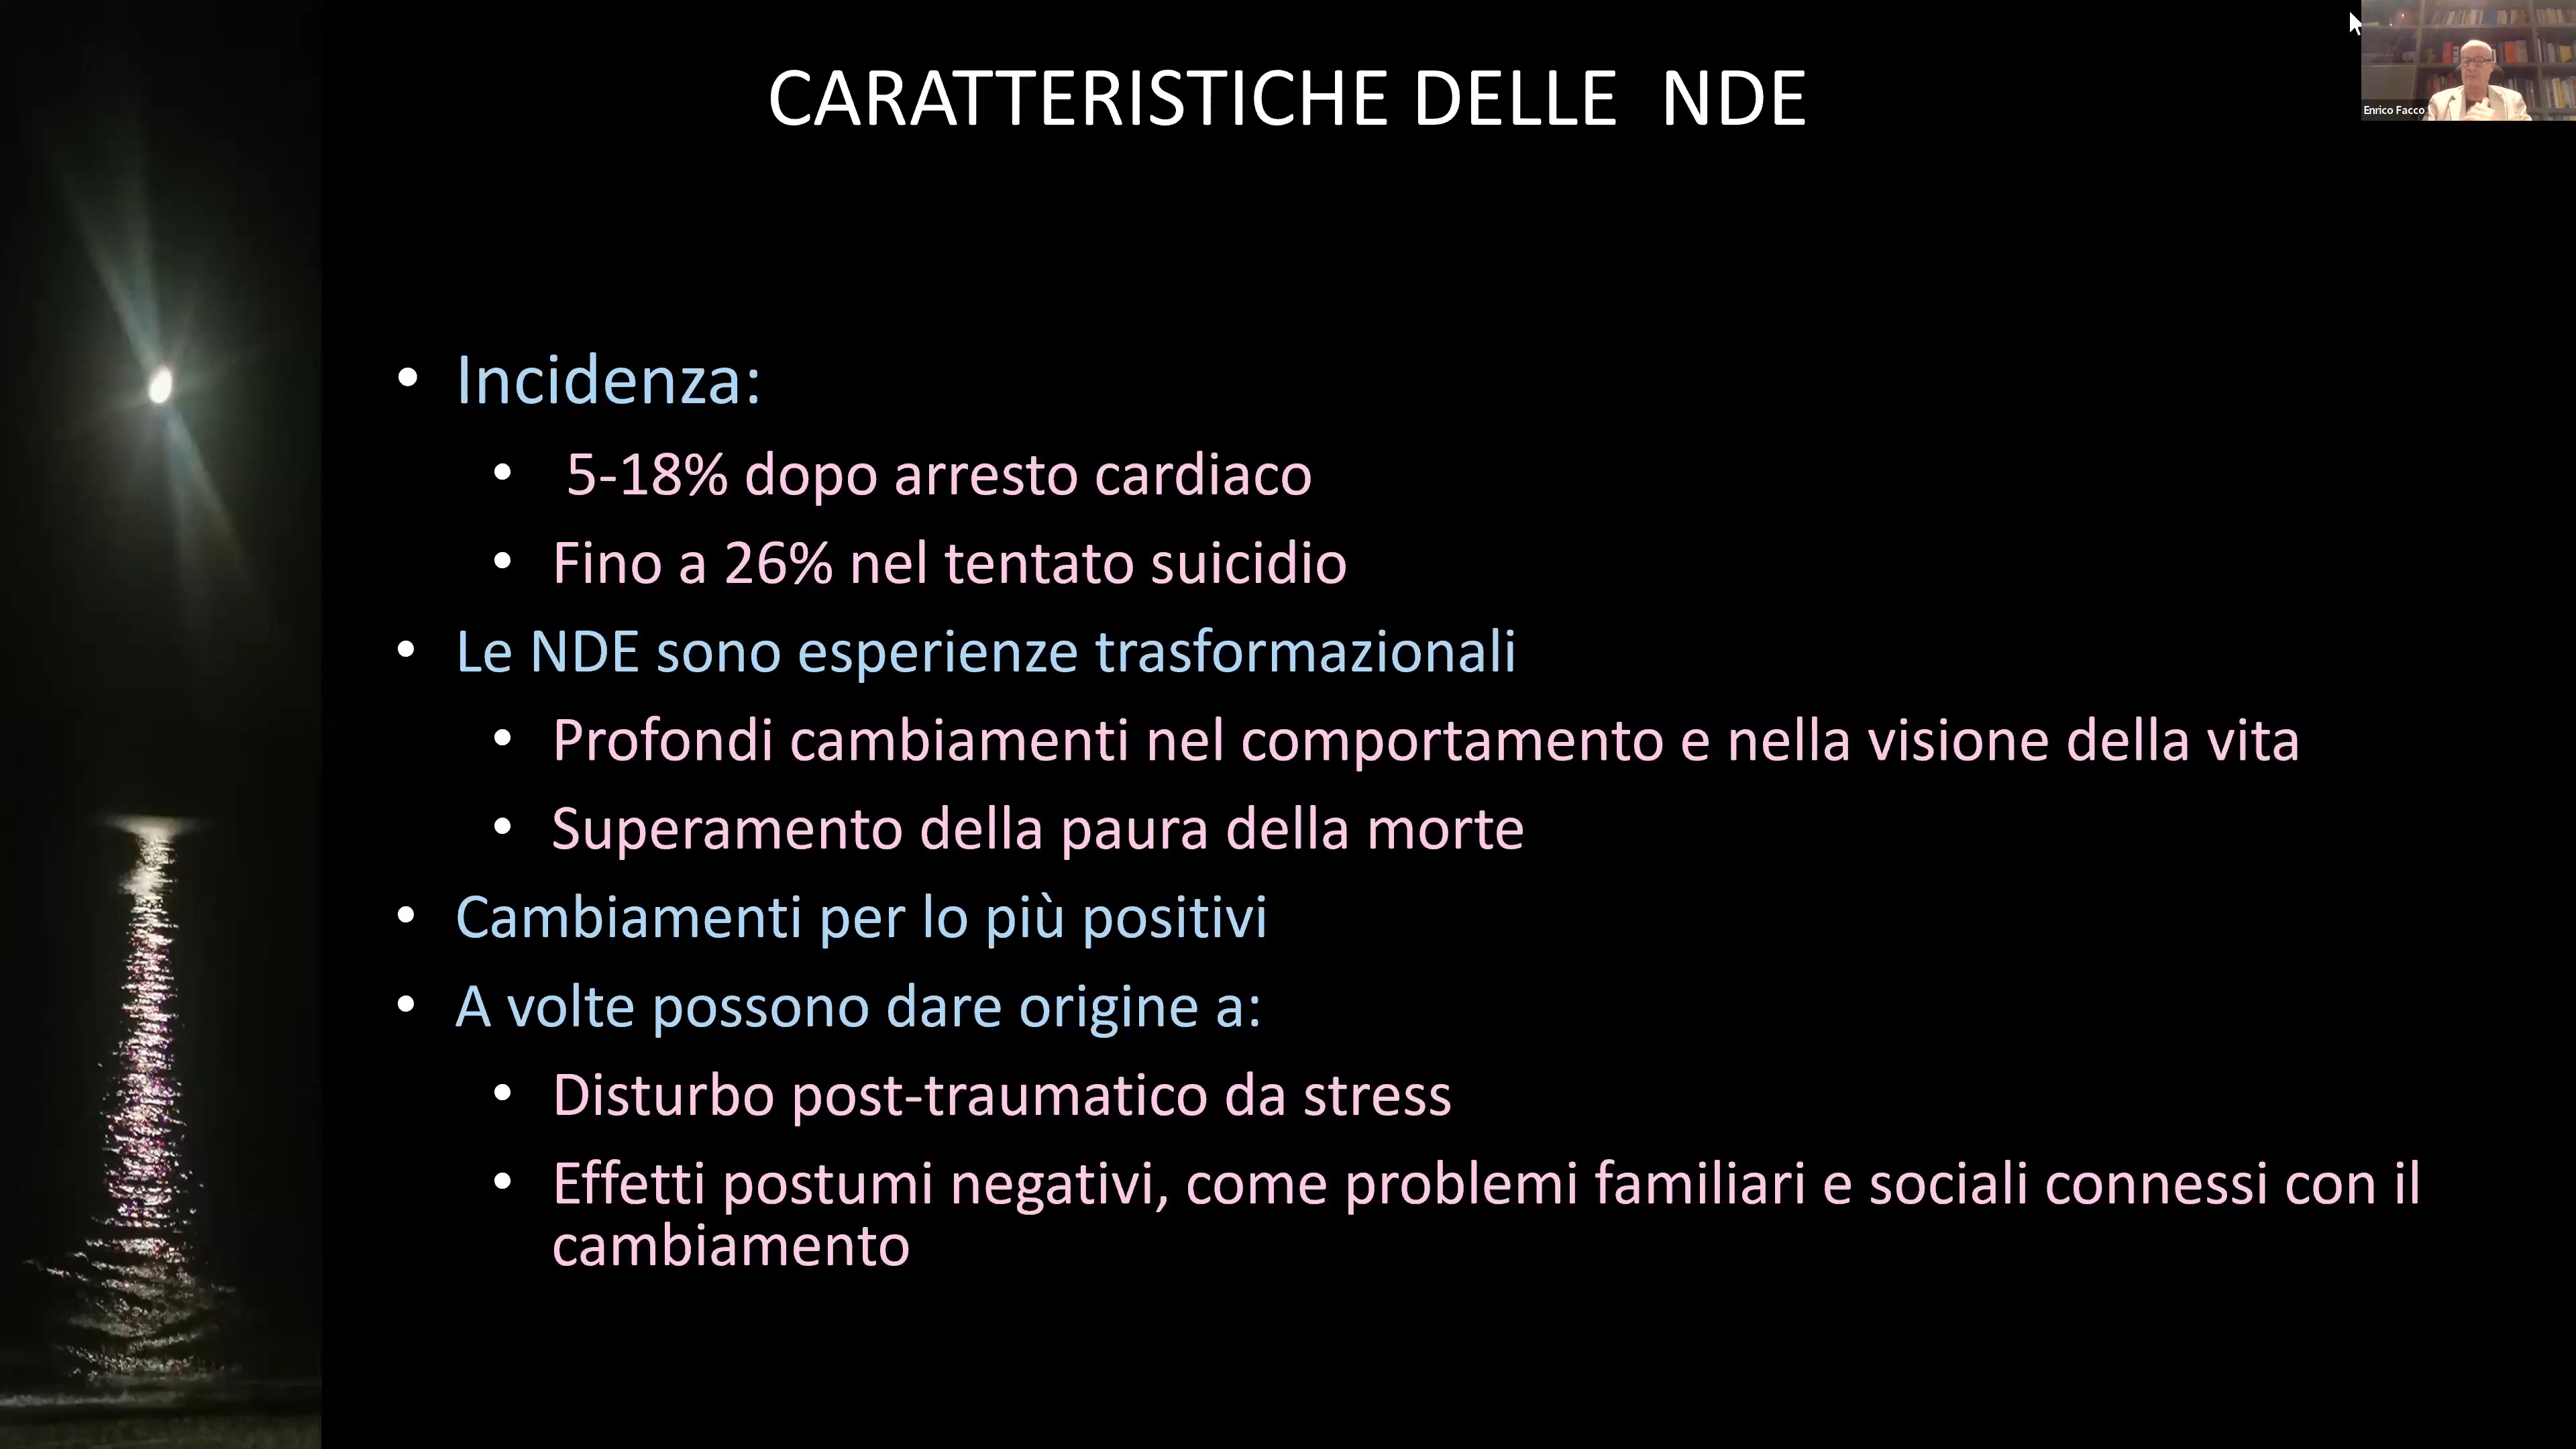 CARATTERISTICHE DELLE  NDE
Enrico Facco
• Incidenza:
• 5-18% dopo arresto cardiaco
• Fino a 26% nel tentato suicidio
• Le NDE sono esperienze trasformazionali
• Profondi cambiamenti nel comportamento e nella visione della vita
• Superamento della paura della morte
• Cambiamenti per lo più positivi
• A volte possono dare origine a:
• Disturbo post-traumatico da stress
• Effetti postumi negativi, come problemi familiari e sociali connessi con il
cambiamento